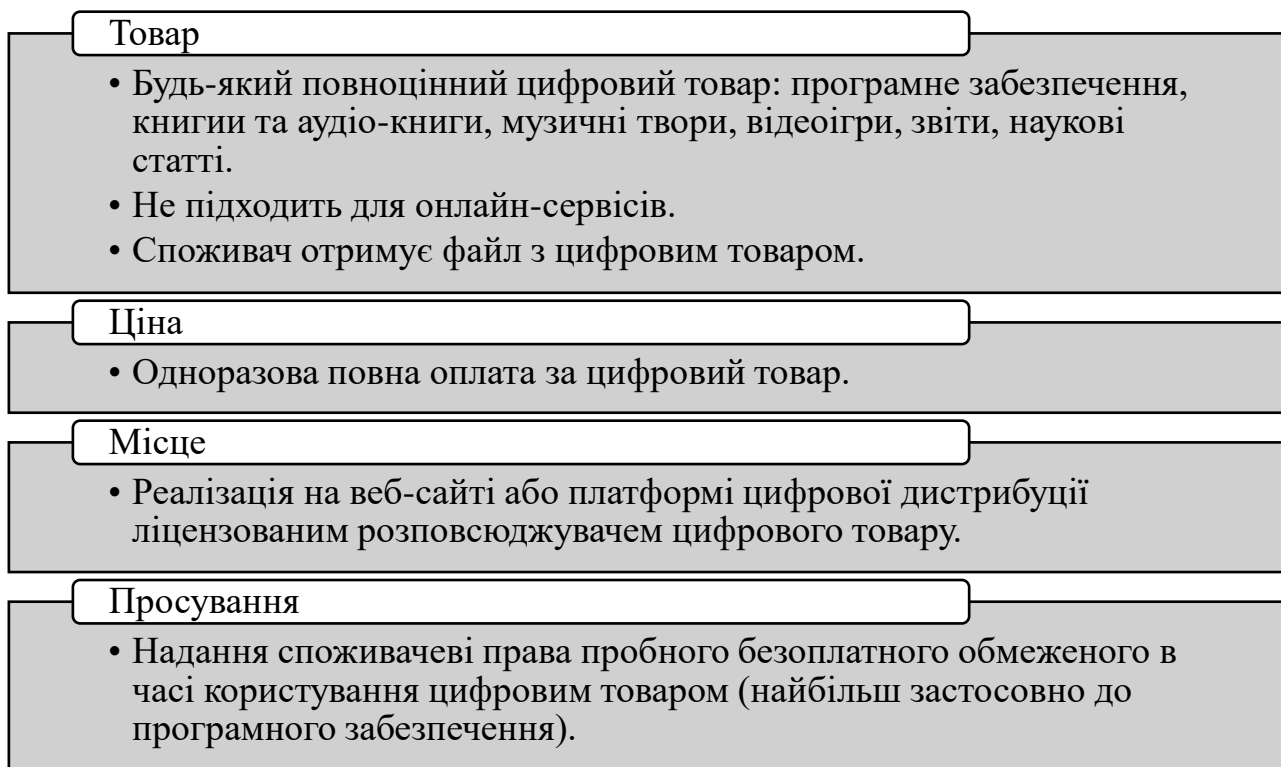 Товар
• Будь-який повноцінний цифровий товар: програмне забезпечення,
книгии та аудіо-книги, музичні твори, відеоігри, звіти, наукові
статті.
• Не підходить для онлайн-сервісів.
• Споживач отримує файл з цифровим товаром.
Ціна
• Одноразова повна оплата за цифровий товар.
Місце
• Реалізація на веб-сайті або платформі цифрової дистрибуції
ліцензованим розповсюджувачем цифрового товару.
Просування
• Надання споживачеві права пробного безоплатного обмеженого в
часі користування цифровим товаром (найбільш застосовно до
програмного забезпечення).